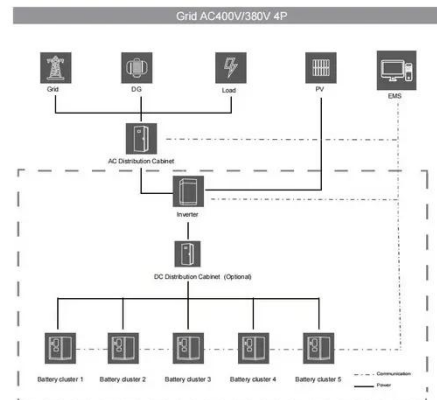 Grid AC400V/380V 4P
Grid
DG
Load
PV
EMS
AC Distribution Cabinet
Inverter
DC Distribution Cabinet (Optional)
Battery cluster 1
Battery cluster 2
Battery cluster 3
Battery cluster 4
Battery cluster 5
Communication
Power